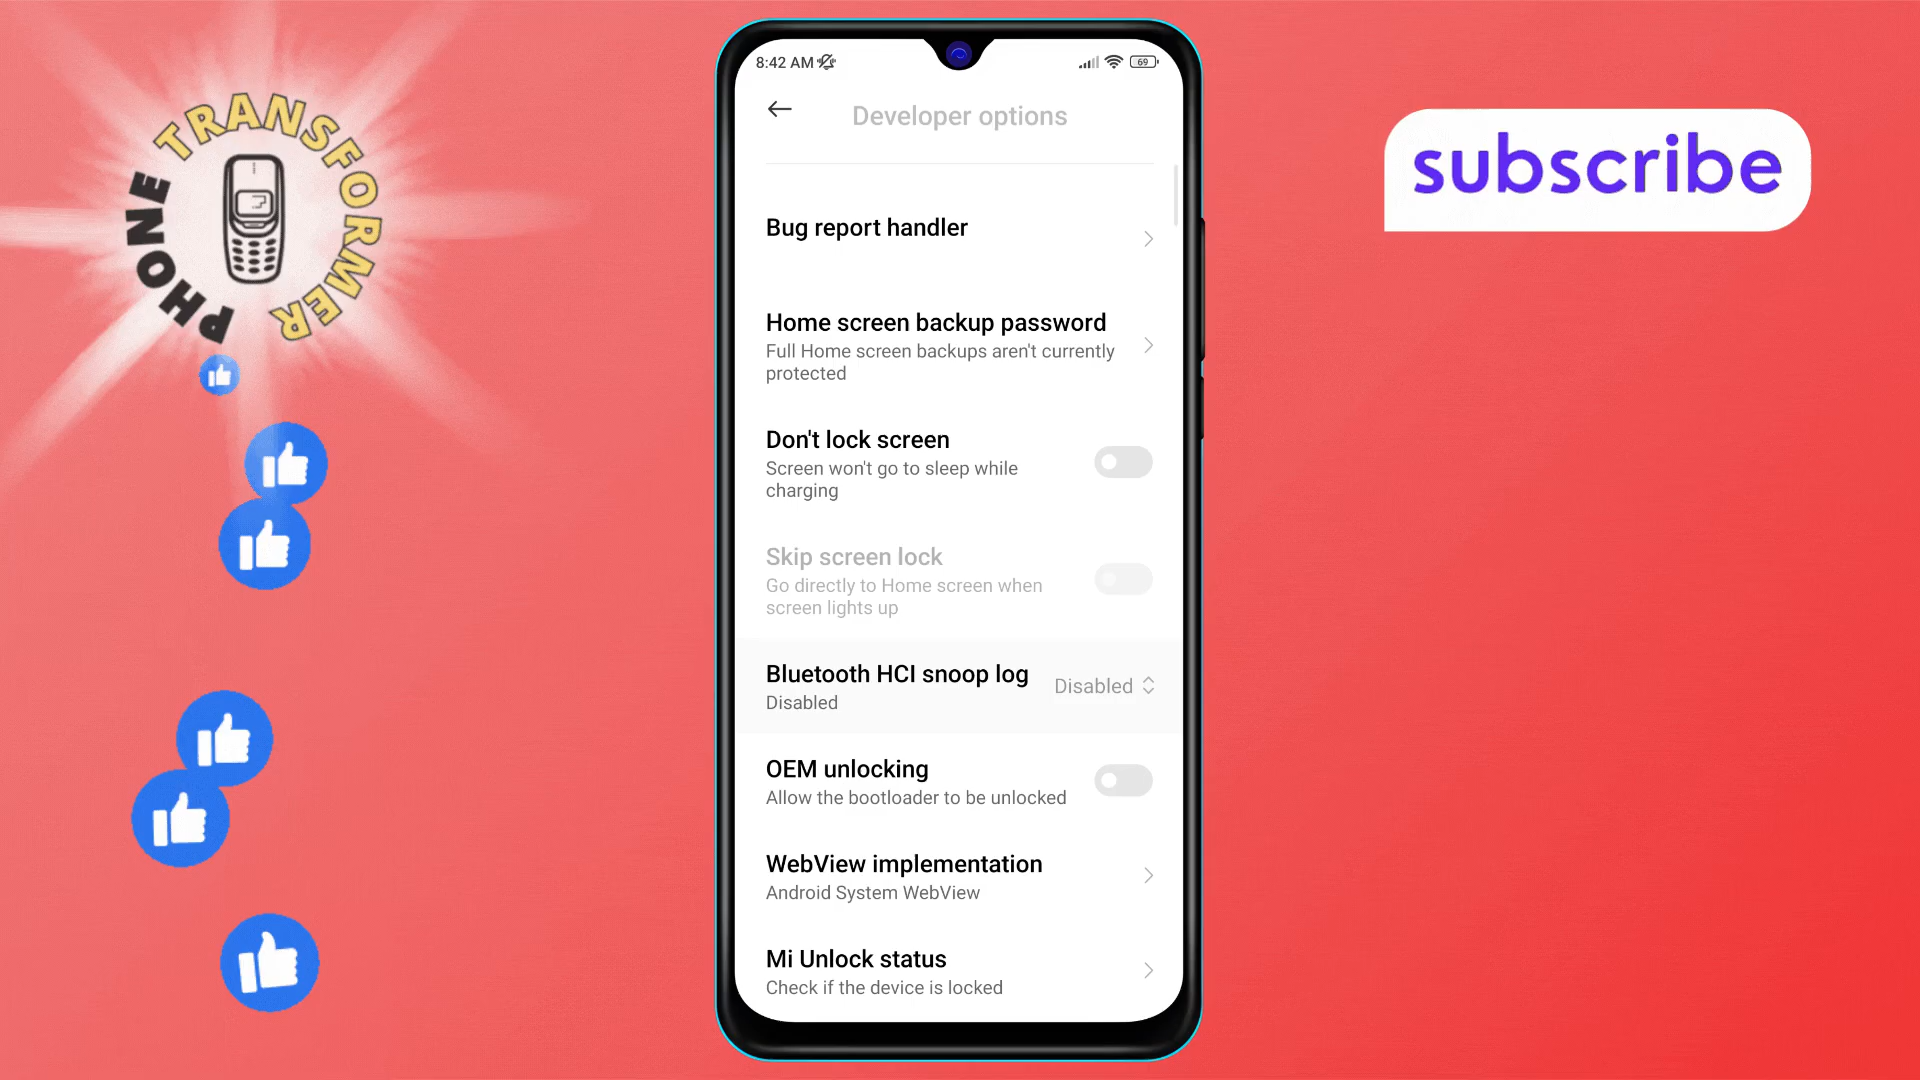 PHONE TRANSFORMER
8:42 AM
69
Developer options
Bug report handler
Home screen backup password
Full Home screen backups aren't currently
protected
Don't lock screen
Screen won't go to sleep while
charging
Skip screen lock
Go directly to Home screen when
screen lights up
Bluetooth HCI snoop log
Disabled
Disabled
OEM unlocking
Allow the bootloader to be unlocked
WebView implementation
Android System WebView
Mi Unlock status
Check if the device is locked
subscribe